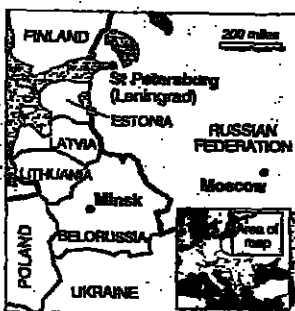 FINLAND
200 miles
St Petersburg
(Leningrad)
ESTONIA
RUSSIAN
FEDERATION
LATVIA
LITHUANIA
Moscow
Minsk
Area of
map
BELORUSSIA
POLAND
UKRAINE